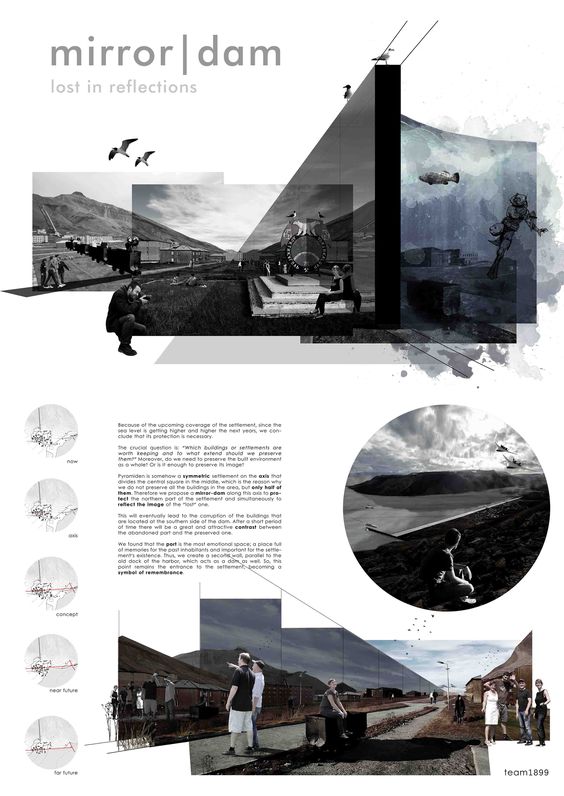 mirror|dam
lost in reflections
Because of the upcoming coverage of the settlement, since the
sea level is getting higher and higher the next years, we con-
clude that its protection is necessary.
The crucial question is: "Which buildings or settlements are
worth keeping and to what extend should we preserve
them?" Moreover, do we need to preserve the built environment
as a whole? Or is it enough to preserve its image?
Pyramiden is somehow a symmetric settlement on the axis that
divides the central square in the middle, which is the reason why
we do not preserve all the buildings in the area, but only half of
them. Therefore we propose a mirror-dam along this axis to pro-
tect the northern part of the settlement and simultaneously to
reflect the image of the "lost" one.
This will eventually lead to the corruption of the buildings that
are located at the southern side of the dam. After a short period
of time there will be a great and attractive contrast between
the abandoned part and the preserved one.
We found that the port is the most emotional space; a place full
of memories for the past inhabitants and important for the settle-
ment's existence. Thus, we create a second wall, parallel to the
old dock of the harbor, which acts as a dam as well. So, this
point remains the entrance to the settlement, becoming a
symbol of remembrance.
now
axis
concept
near future
far future
team1899